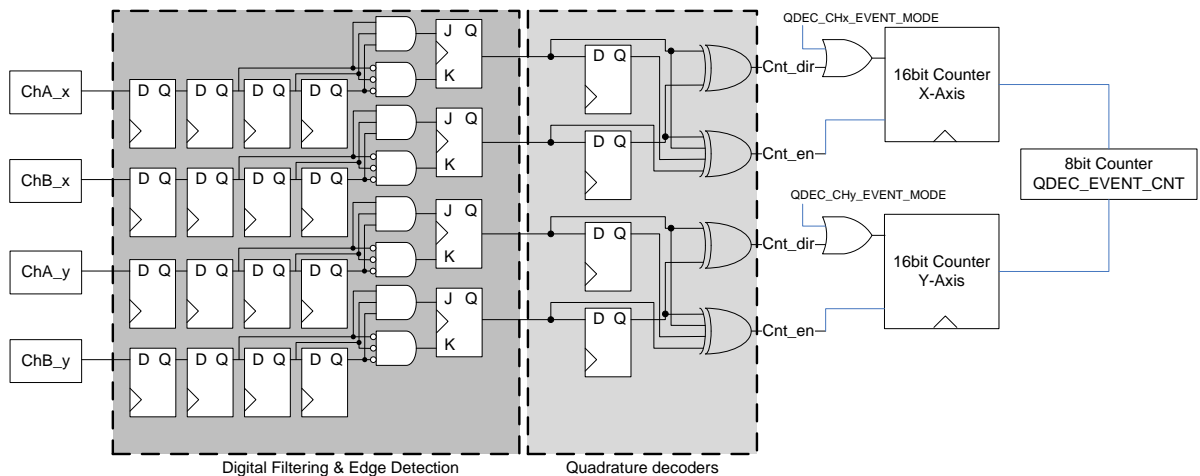 QDEC_CHx_EVENT_MODE
J Q
K
ChA_x
D Q D Q D Q D Q
D Q
Cnt_dir
16bit Counter
X-Axis
J Q
K
ChB_x
D Q D Q D Q D Q
D Q
Cnt_en
8bit Counter
QDEC_EVENT_CNT
QDEC_CHy_EVENT_MODE
J Q
K
ChA_y
D Q D Q D Q D Q
D Q
Cnt_dir
16bit Counter
Y-Axis
J Q
K
ChB_y
D Q D Q D Q D Q
D Q
Cnt_en
Digital Filtering & Edge Detection
Quadrature decoders